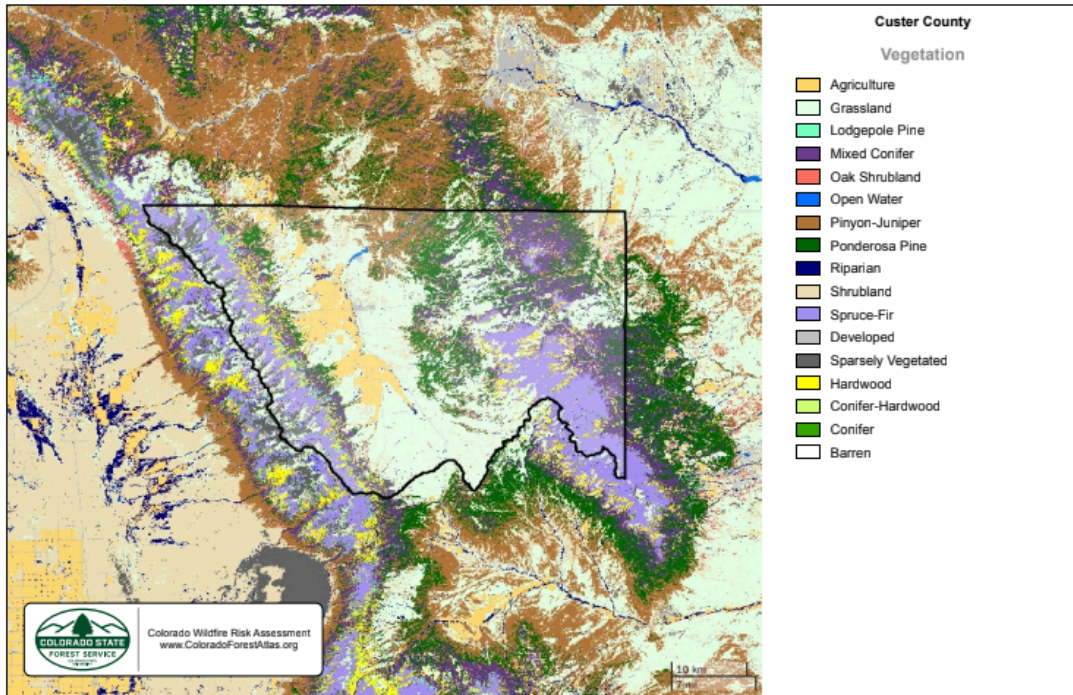 Custer County
Vegetation
Agriculture
Grassland
Lodgepole Pine
Mixed Conifer
Oak Shrubland
Open Water
Pinyon-Juniper
Ponderosa Pine
Riparian
Shrubland
Spruce-Fir
Developed
Sparsely Vegetated
Hardwood
Conifer-Hardwood
Conifer
Barren
COLORADO STATE
FOREST SERVICE
Colorado Wildfire Risk Assessment
www.ColoradoForestAtlas.org
10 km
7 mi